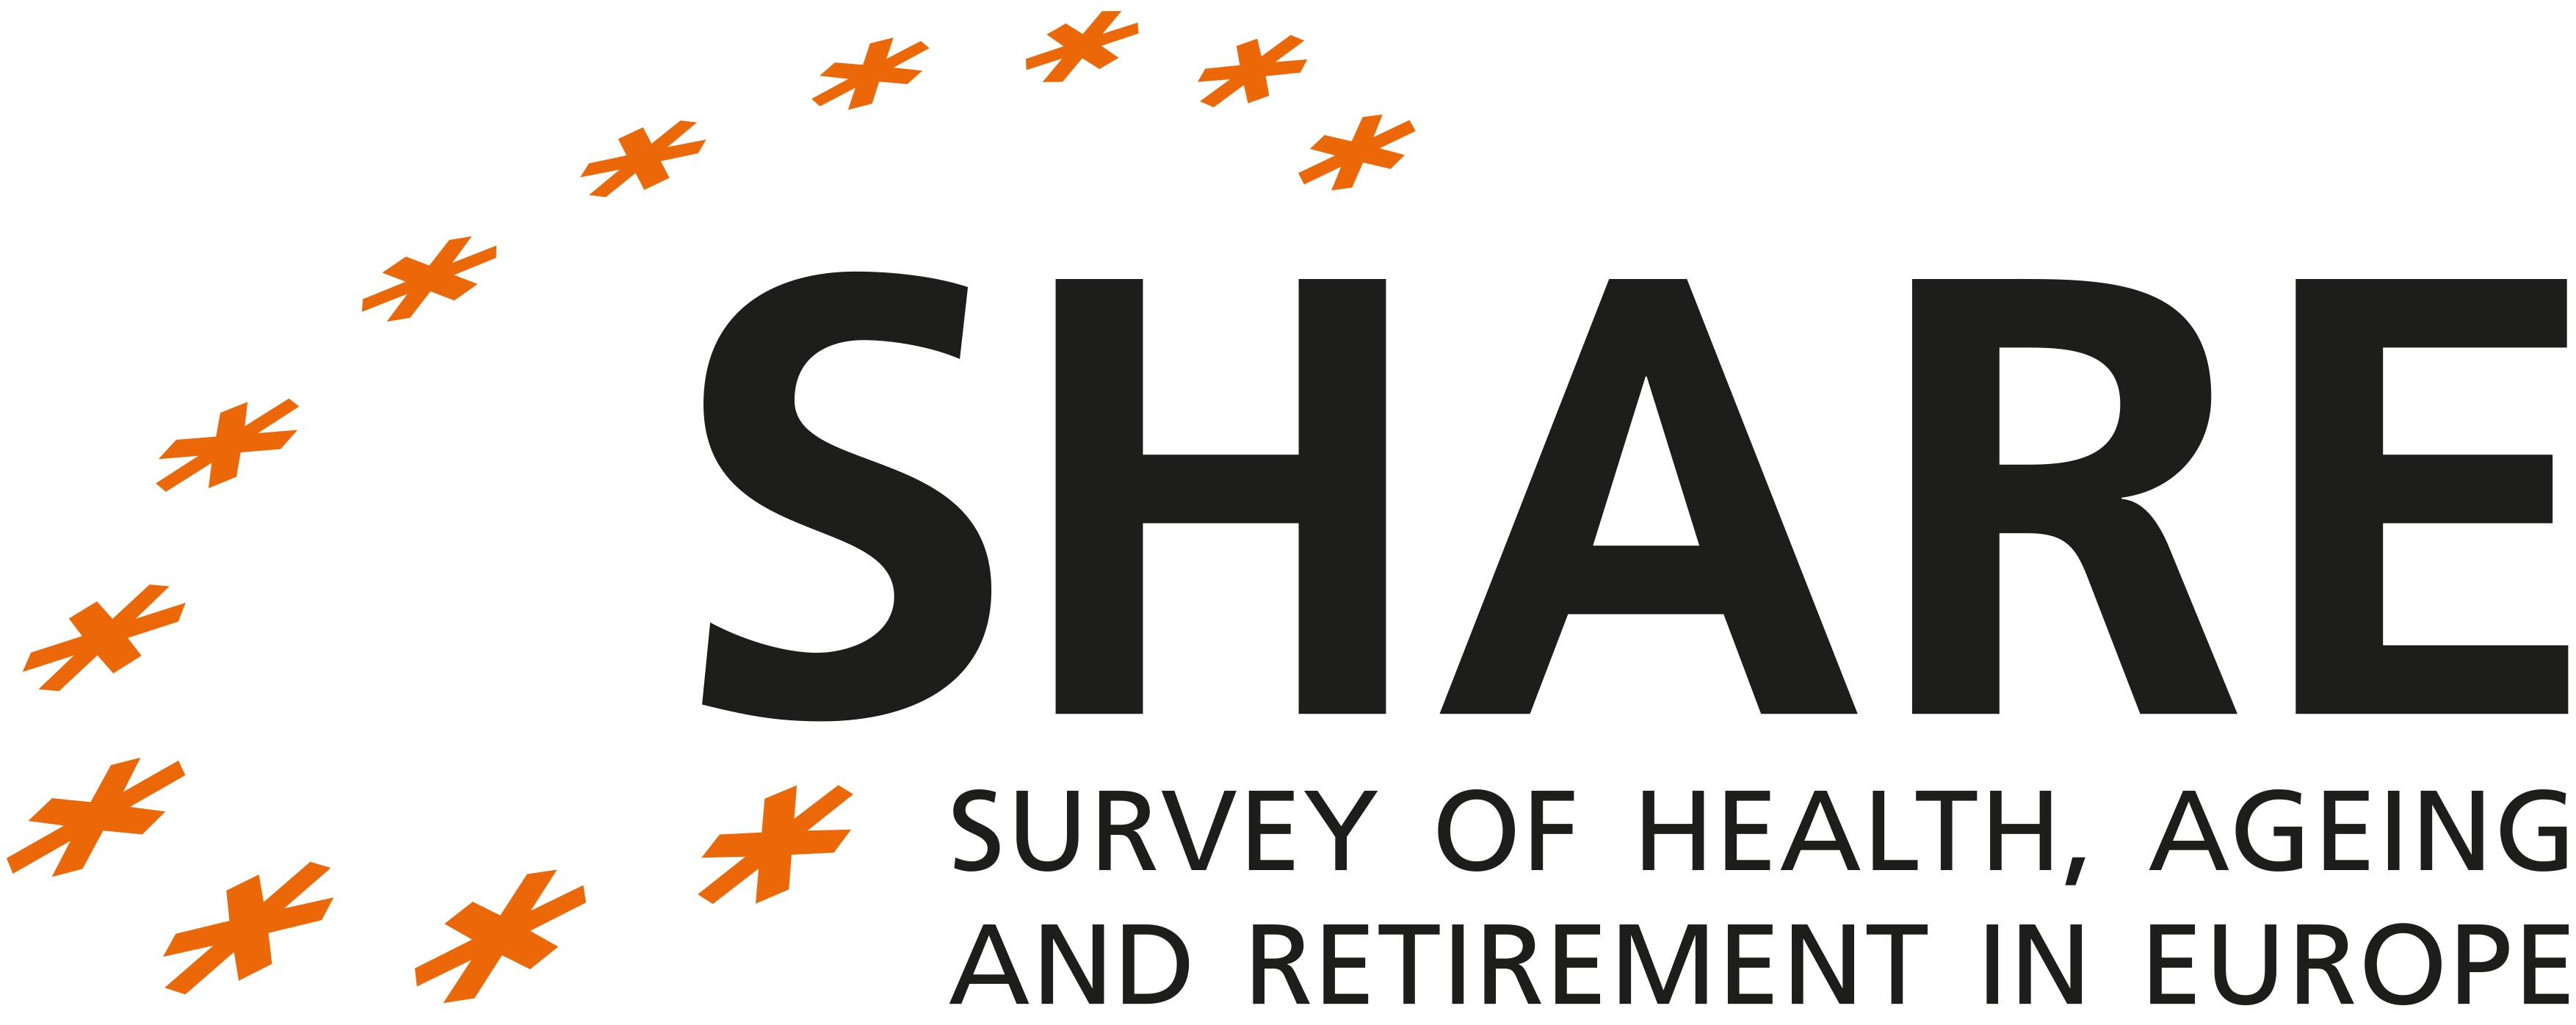 SHARE
SURVEY OF HEALTH, AGEING
AND RETIREMENT IN EUROPE